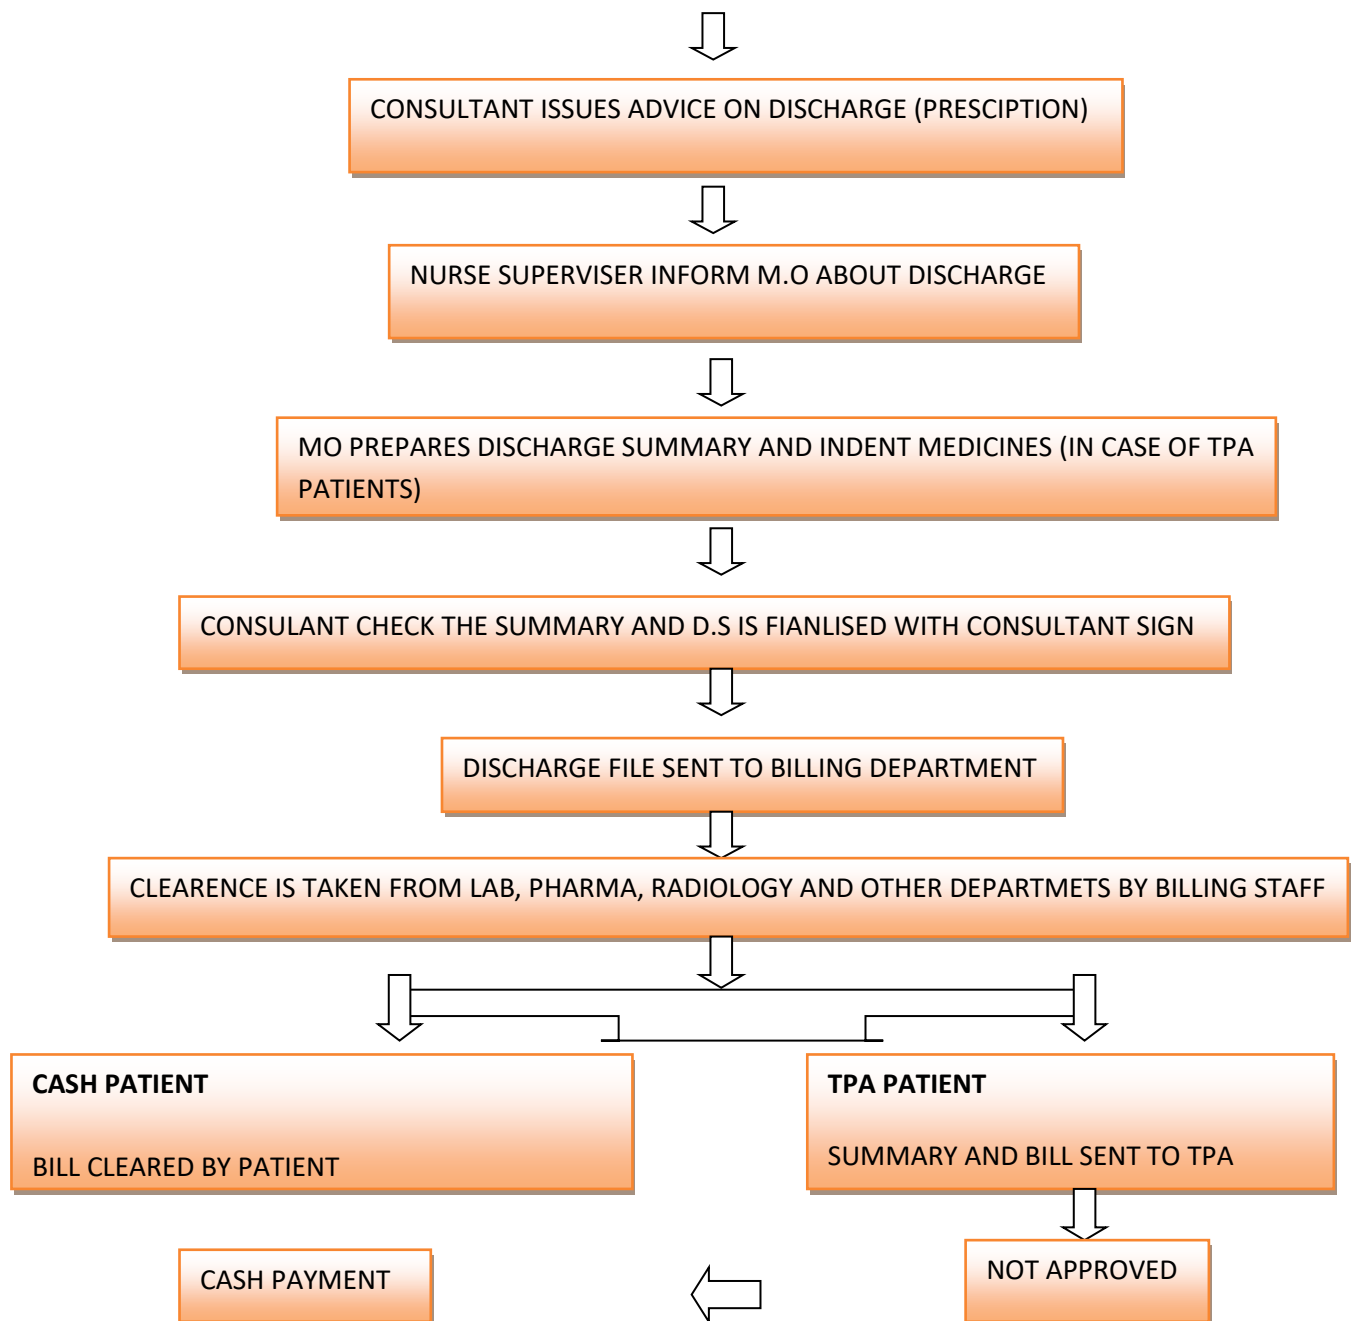 CONSULTANT ISSUES ADVICE ON DISCHARGE (PRESCIPTION)
NURSE SUPERVISER INFORM M.O ABOUT DISCHARGE
MO PREPARES DISCHARGE SUMMARY AND INDENT MEDICINES (IN CASE OF TPA
PATIENTS)
CONSULANT CHECK THE SUMMARY AND D.S IS FIANLISED WITH CONSULTANT SIGN
DISCHARGE FILE SENT TO BILLING DEPARTMENT
CLEARENCE IS TAKEN FROM LAB, PHARMA, RADIOLOGY AND OTHER DEPARTMETS BY BILLING STAFF
CASH PATIENT
BILL CLEARED BY PATIENT
TPA PATIENT
SUMMARY AND BILL SENT TO TPA
CASH PAYMENT
NOT APPROVED